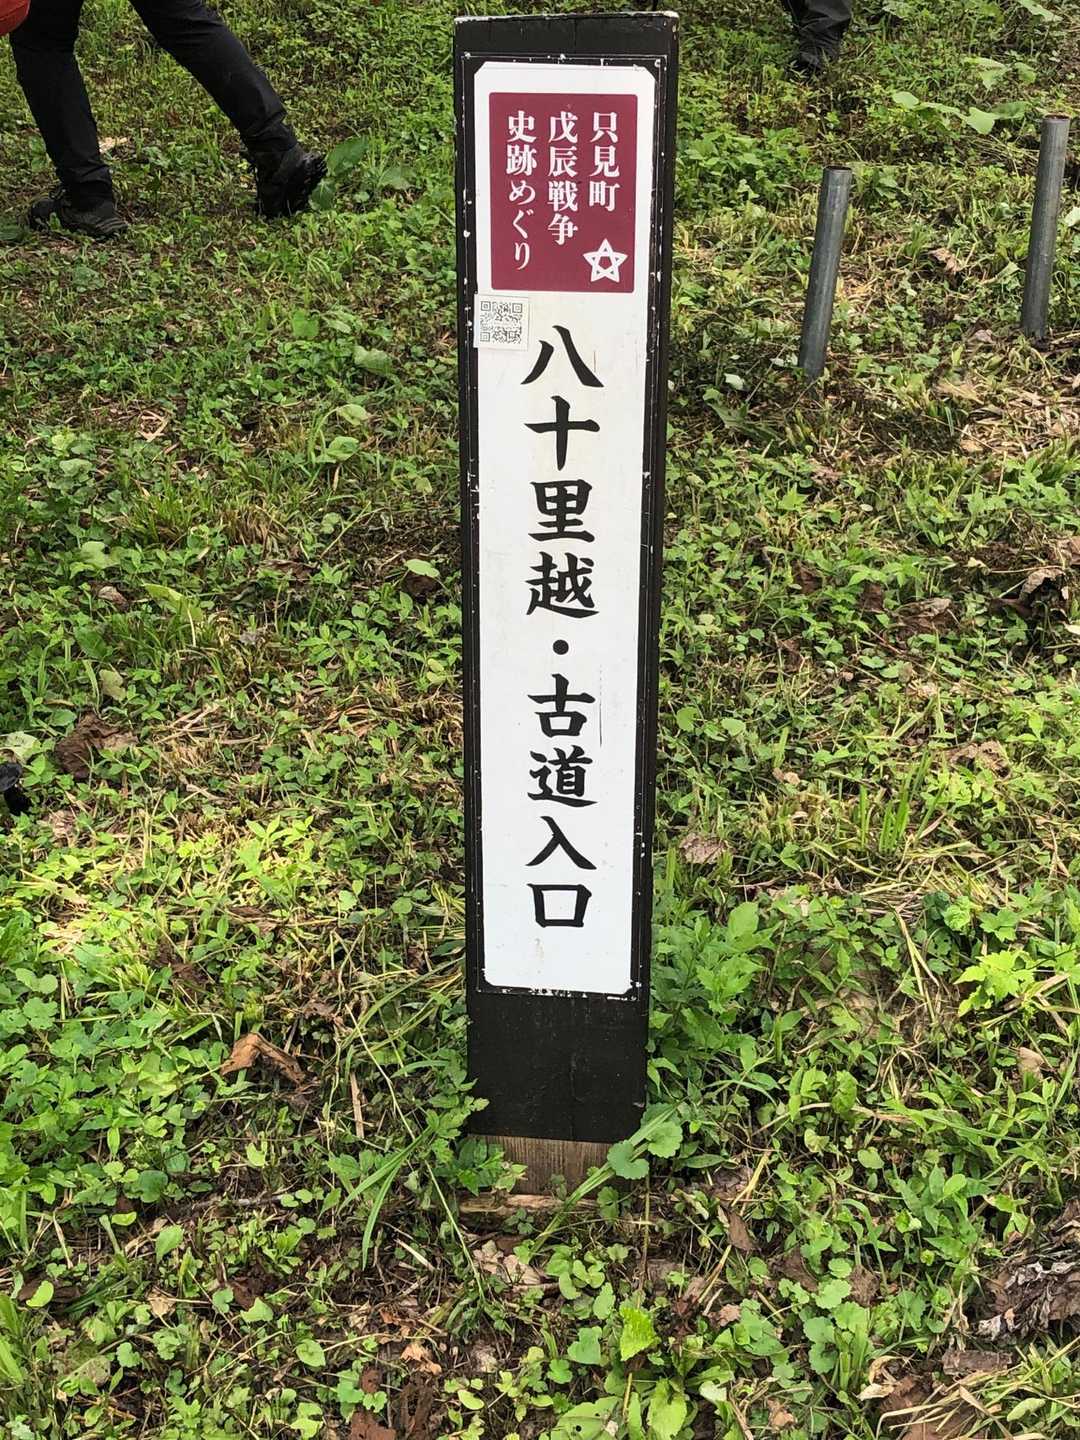 只見町
戊辰戦争
史跡めぐり
八十里越・古道入口